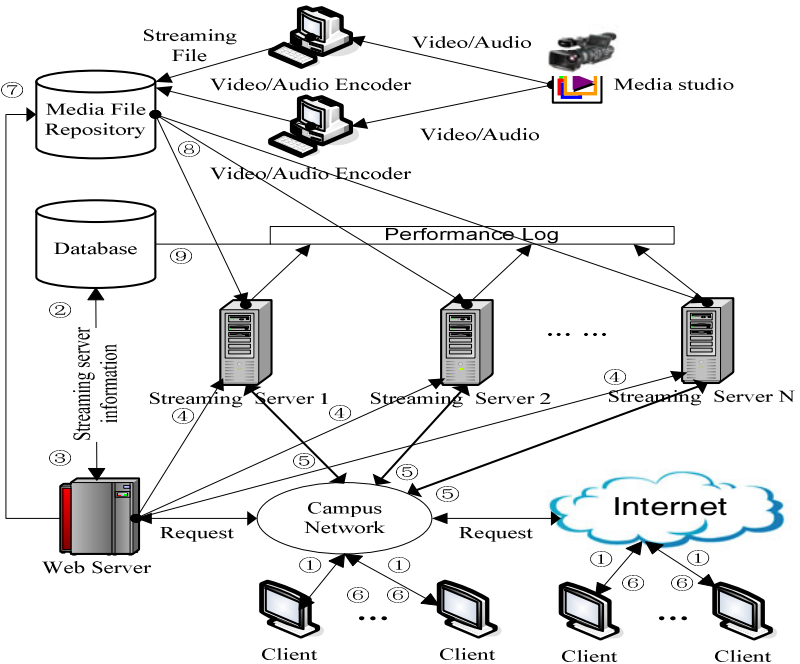 Streaming
File
Video/Audio
Media studio
⑦
Media File
Repository
Video/Audio Encoder
Video/Audio
⑧
Video/Audio Encoder
Performance Log
Database
⑨
②
Streaming server
information
... ...
Streaming Server 1
Streaming Server 2
Streaming Server N
④
④
④
③
⑤
⑤
⑤
Web Server
Request
Campus
Network
Request
Internet
①
①
①
①
⑥
...
⑥
⑥
...
⑥
Client
Client
Client
Client